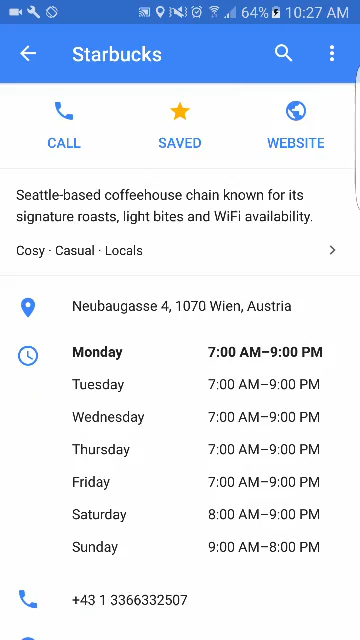 64% 10:27 AM
Starbucks
CALL SAVED WEBSITE
Seattle-based coffeehouse chain known for its
signature roasts, light bites and WiFi availability.
Cosy · Casual · Locals
Neubaugasse 4, 1070 Wien, Austria
Monday 7:00 AM–9:00 PM
Tuesday 7:00 AM–9:00 PM
Wednesday 7:00 AM–9:00 PM
Thursday 7:00 AM–9:00 PM
Friday 7:00 AM–9:00 PM
Saturday 8:00 AM–9:00 PM
Sunday 9:00 AM–8:00 PM
+43 1 3366332507